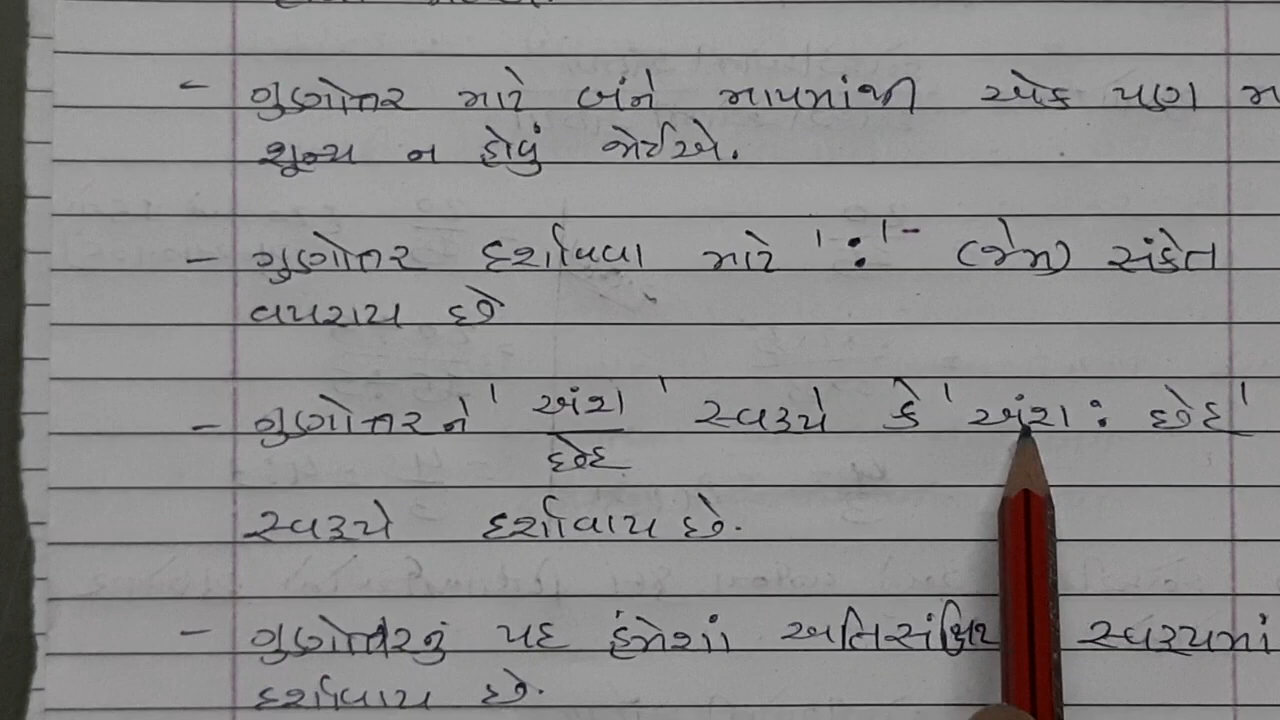 - ગુણોત્તર માટે બંને માપમાંથી એક પણ મા
શૂન્ય ન હોવું જોઈએ.
- ગુણોત્તર દર્શાવવા માટે ' : ' - (જેમ) સંકેત
વપરાય છે
- ગુણોત્તરને ' અંશ / છેદ ' સ્વરૂપે કે ' અંશ : છેદ '
સ્વરૂપે દર્શાવાય છે.
- ગુણોત્તરનું પદ હંમેશાં અતિસંક્ષિપ્ત સ્વરૂપમાં
દર્શાવાય છે.